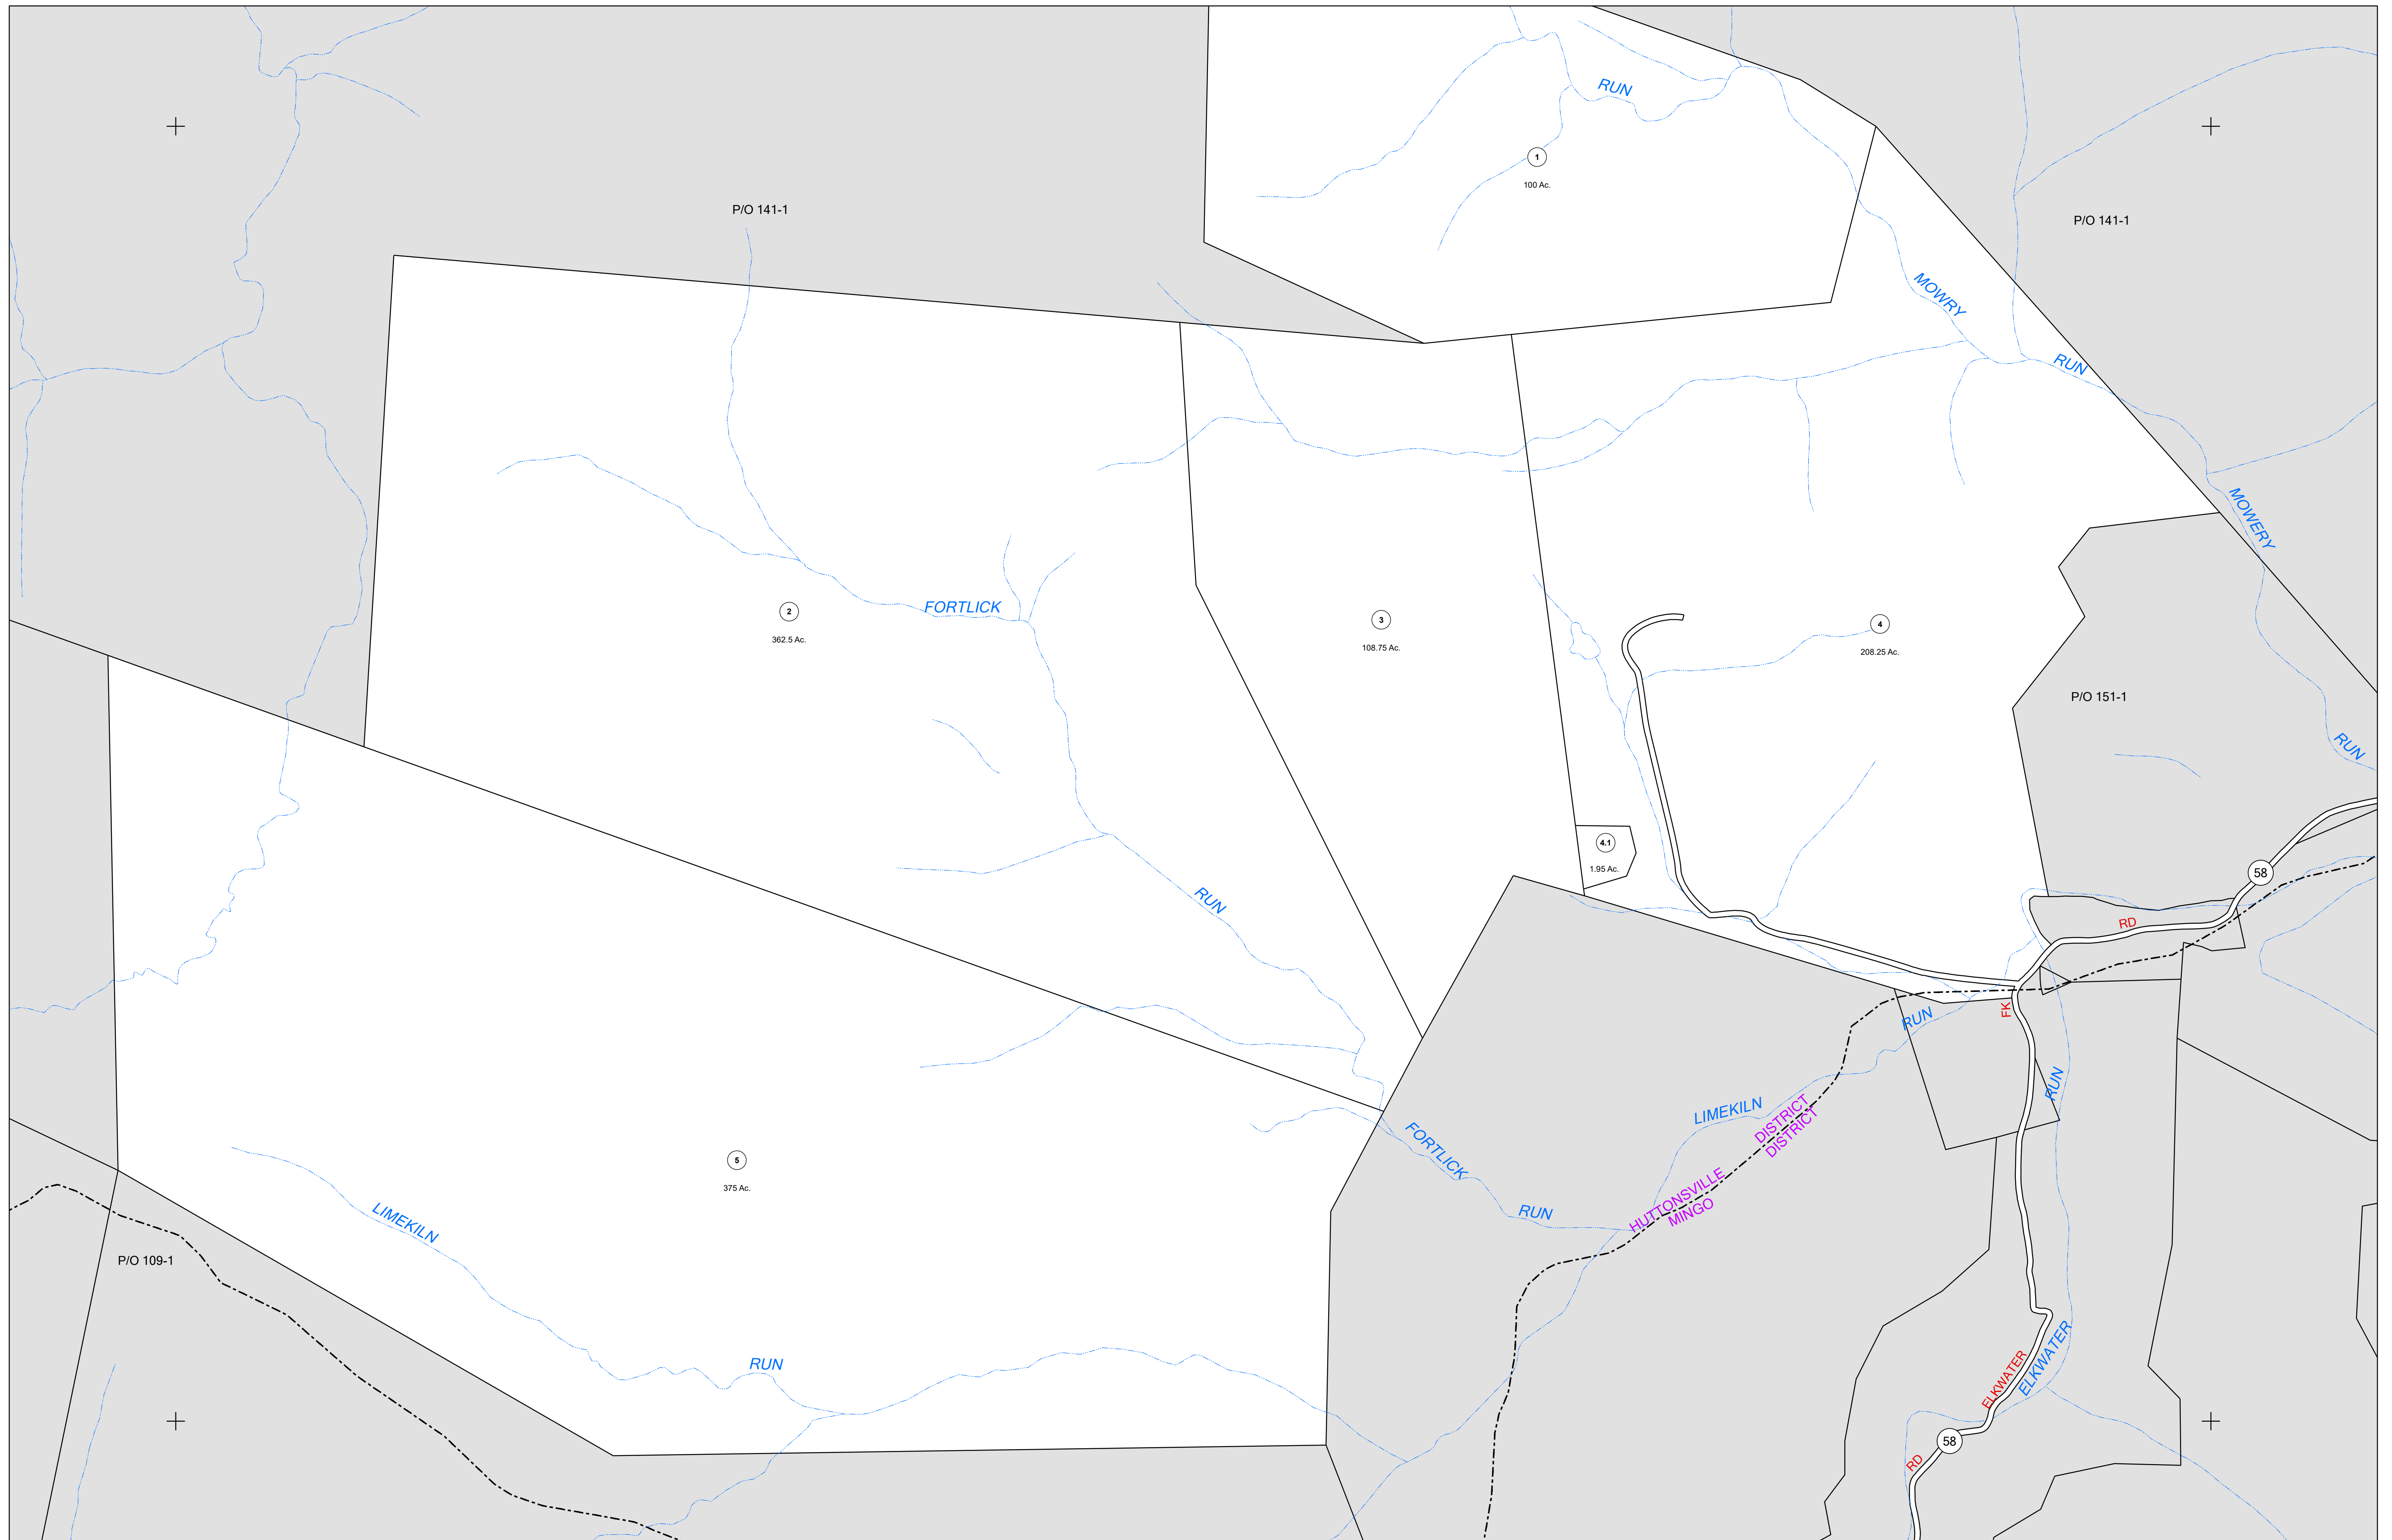 RUN
1
100 Ac.
P/O 141-1
P/O 141-1
MOWRY
RUN
MOWERY
FORTLICK
2
362.5 Ac.
3
108.75 Ac.
4
208.25 Ac.
P/O 151-1
RUN
4.1
1.95 Ac.
58
RUN
RD
FK
RUN
RUN
LIMEKILN
DISTRICT
DISTRICT
FORTLICK
5
375 Ac.
HUTTONSVILLE
MINGO
RUN
LIMEKILN
P/O 109-1
RUN
ELKWATER
ELKWATER
58
RD